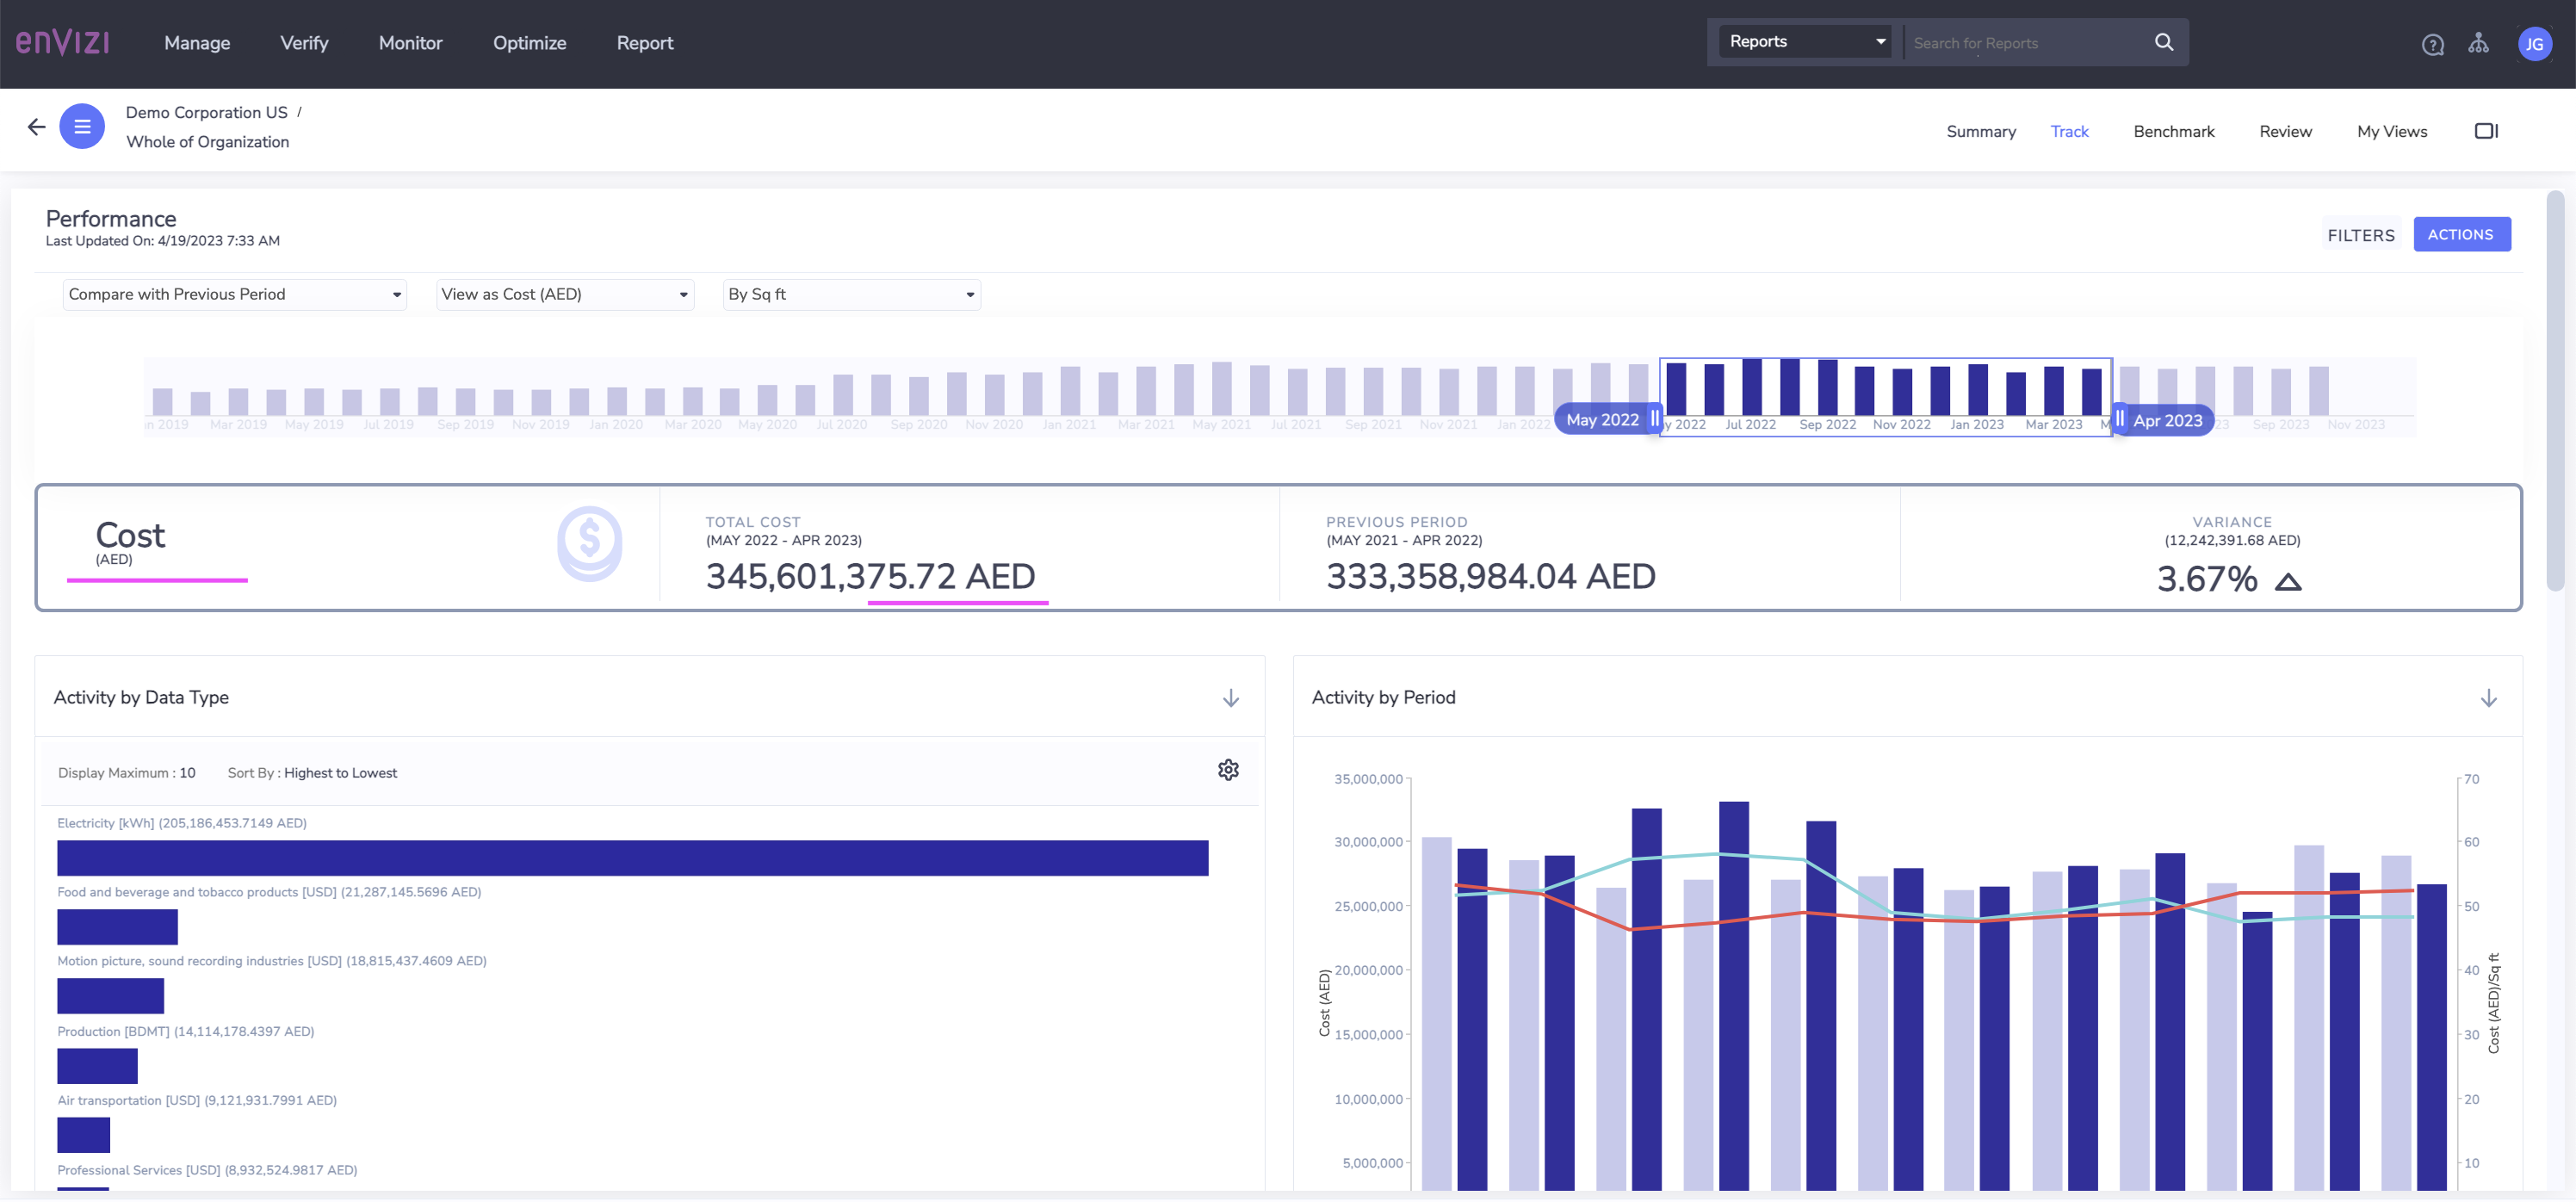 enVIZI
Manage Verify Monitor Optimize Report
Reports
Search for Reports
JG
Demo Corporation US /
Whole of Organization
Summary Track Benchmark Review My Views
Performance
Last Updated On: 4/19/2023 7:33 AM
FILTERS
ACTIONS
Compare with Previous Period
View as Cost (AED)
By Sq ft
n 2019 Mar 2019 May 2019 Jul 2019 Sep 2019 Nov 2019 Jan 2020 Mar 2020 May 2020 Jul 2020 Sep 2020 Nov 2020 Jan 2021 Mar 2021 May 2021 Jul 2021 Sep 2021 Nov 2021 Jan 2022 May 2022 y 2022 Jul 2022 Sep 2022 Nov 2022 Jan 2023 Mar 2023 M Apr 2023 23 Sep 2023 Nov 2023
Cost
(AED)
TOTAL COST
(MAY 2022 - APR 2023)
345,601,375.72 AED
PREVIOUS PERIOD
(MAY 2021 - APR 2022)
333,358,984.04 AED
VARIANCE
(12,242,391.68 AED)
3.67%
Activity by Data Type
Display Maximum : 10 Sort By : Highest to Lowest
Electricity [kWh] (205,186,453.7149 AED)
Food and beverage and tobacco products [USD] (21,287,145.5696 AED)
Motion picture, sound recording industries [USD] (18,815,437.4609 AED)
Production [BDMT] (14,114,178.4397 AED)
Air transportation [USD] (9,121,931.7991 AED)
Professional Services [USD] (8,932,524.9817 AED)
Activity by Period
35,000,000
30,000,000
25,000,000
20,000,000
15,000,000
10,000,000
5,000,000
Cost (AED)
70
60
50
40
30
20
10
Cost (AED)/Sq ft